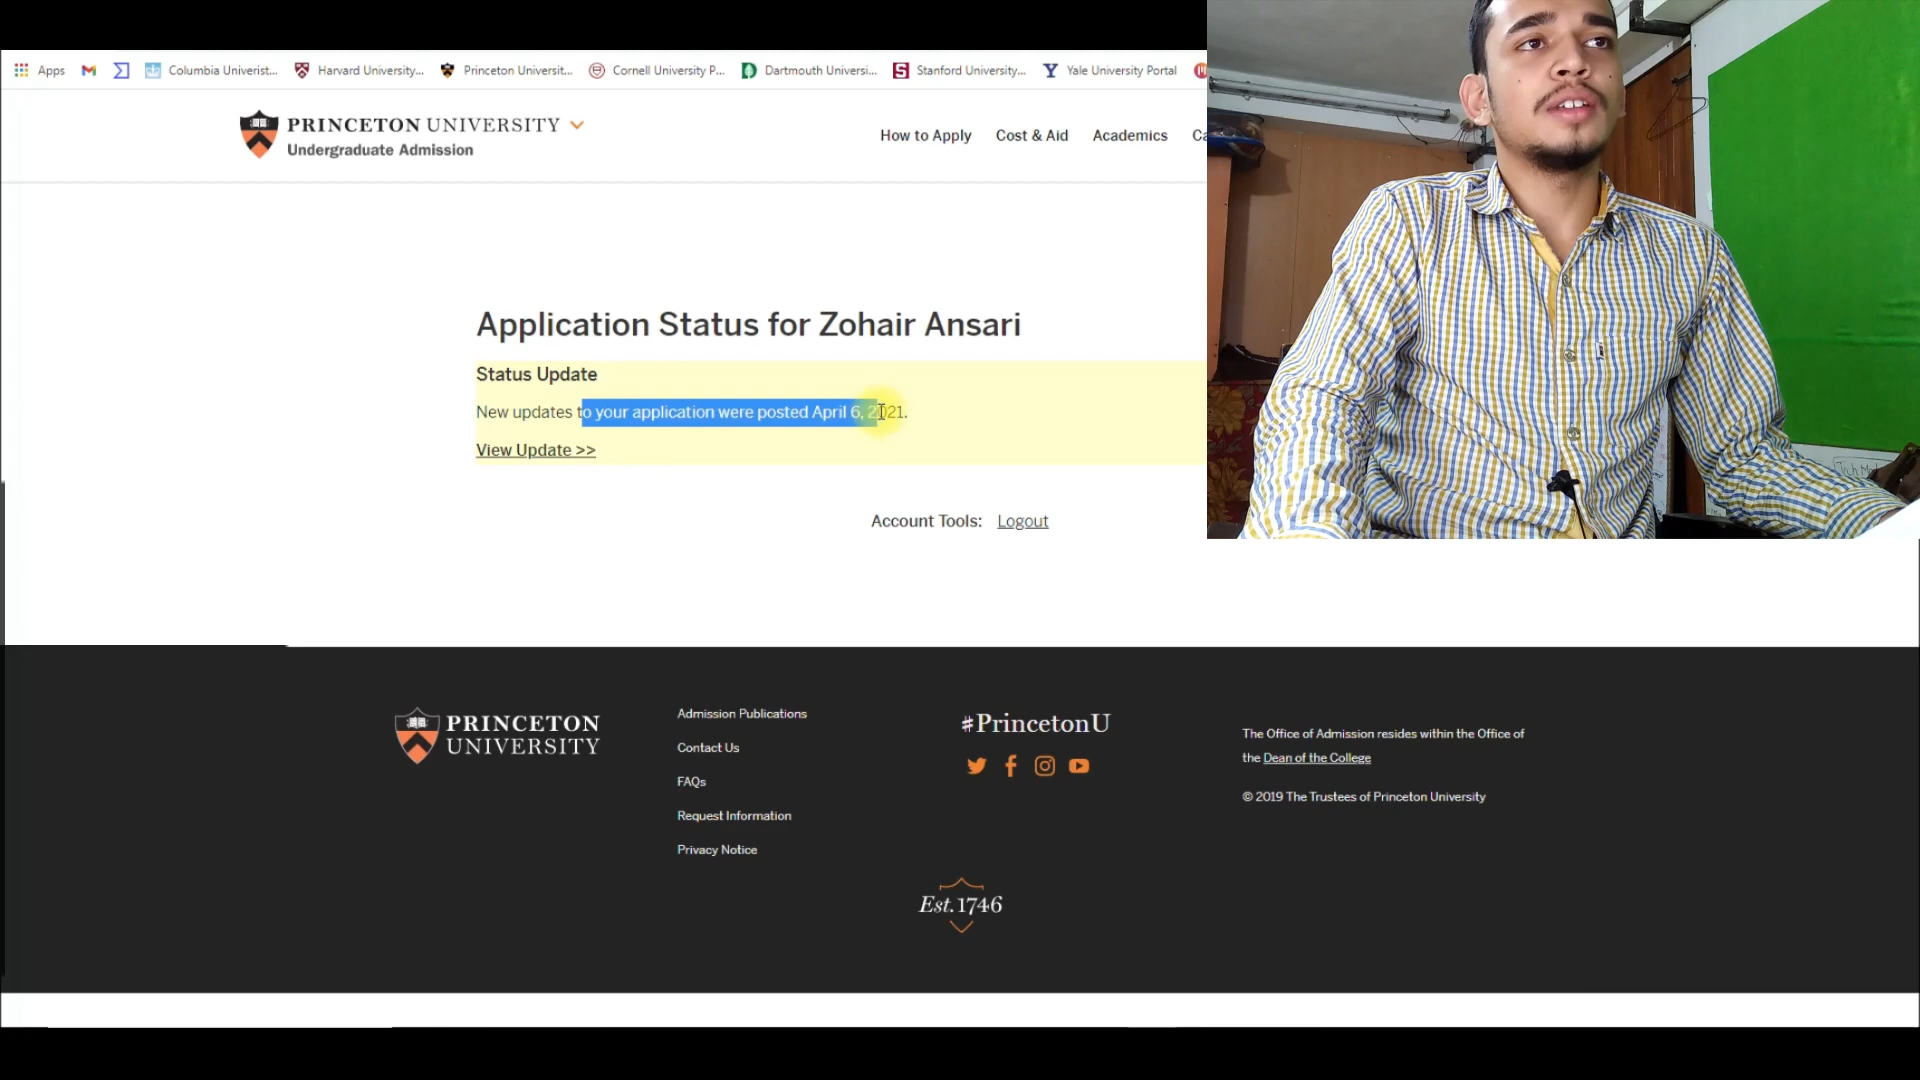 Apps
Columbia Univerist...
Harvard University...
Princeton Universit...
Cornell University P...
Dartmouth Universi...
Stanford University...
Yale University Portal
PRINCETON UNIVERSITY
Undergraduate Admission
How to Apply
Cost & Aid
Academics
Application Status for Zohair Ansari
Status Update
New updates to your application were posted April 6, 2021.
View Update >>
Account Tools: Logout
PRINCETON
UNIVERSITY
Admission Publications
Contact Us
FAQs
Request Information
Privacy Notice
#PrincetonU
The Office of Admission resides within the Office of
the Dean of the College
© 2019 The Trustees of Princeton University
Est. 1746